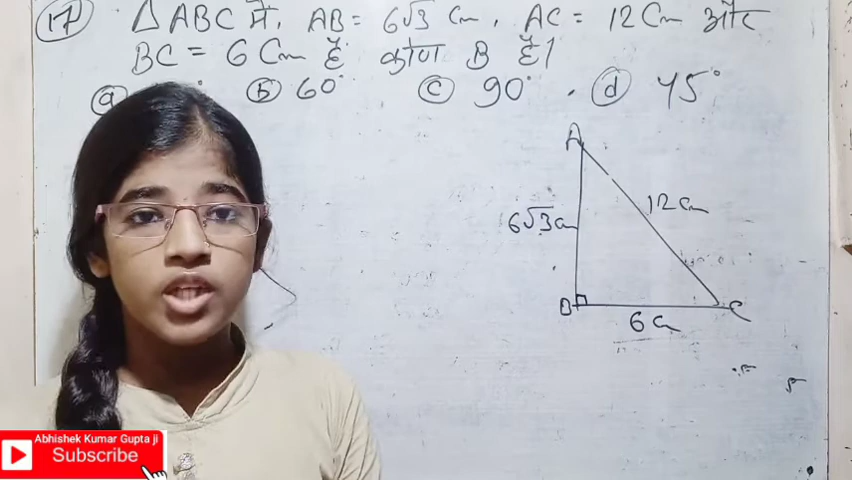 17 △ABC में, AB = 6√3 Cm, AC = 12 Cm और
BC = 6 Cm है कोण B है।
a ° b 60° c 90° d 45°
A
6√3 Cm
12 Cm
B
C
6 Cm
Abhishek Kumar Gupta ji
Subscribe